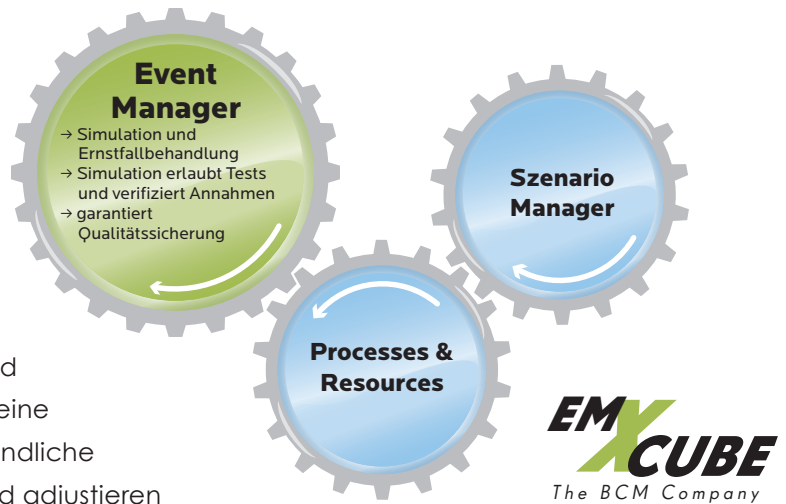 Event
Manager
→ Simulation und
Ernstfallbehandlung
→ Simulation erlaubt Tests
und verifiziert Annahmen
→ garantiert
Qualitätssicherung
Szenario
Manager
Processes &
Resources
eine
adjustieren
EMXCUBE
The BCM Company